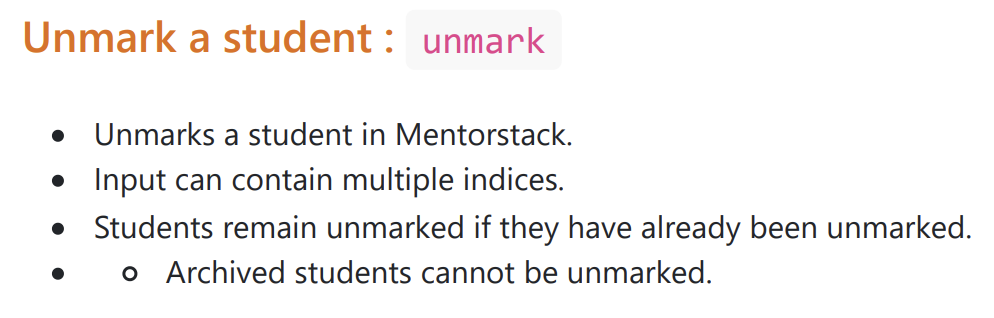 Unmark a student : unmark
• Unmarks a student in Mentorstack.
• Input can contain multiple indices.
• Students remain unmarked if they have already been unmarked.
• ◦ Archived students cannot be unmarked.